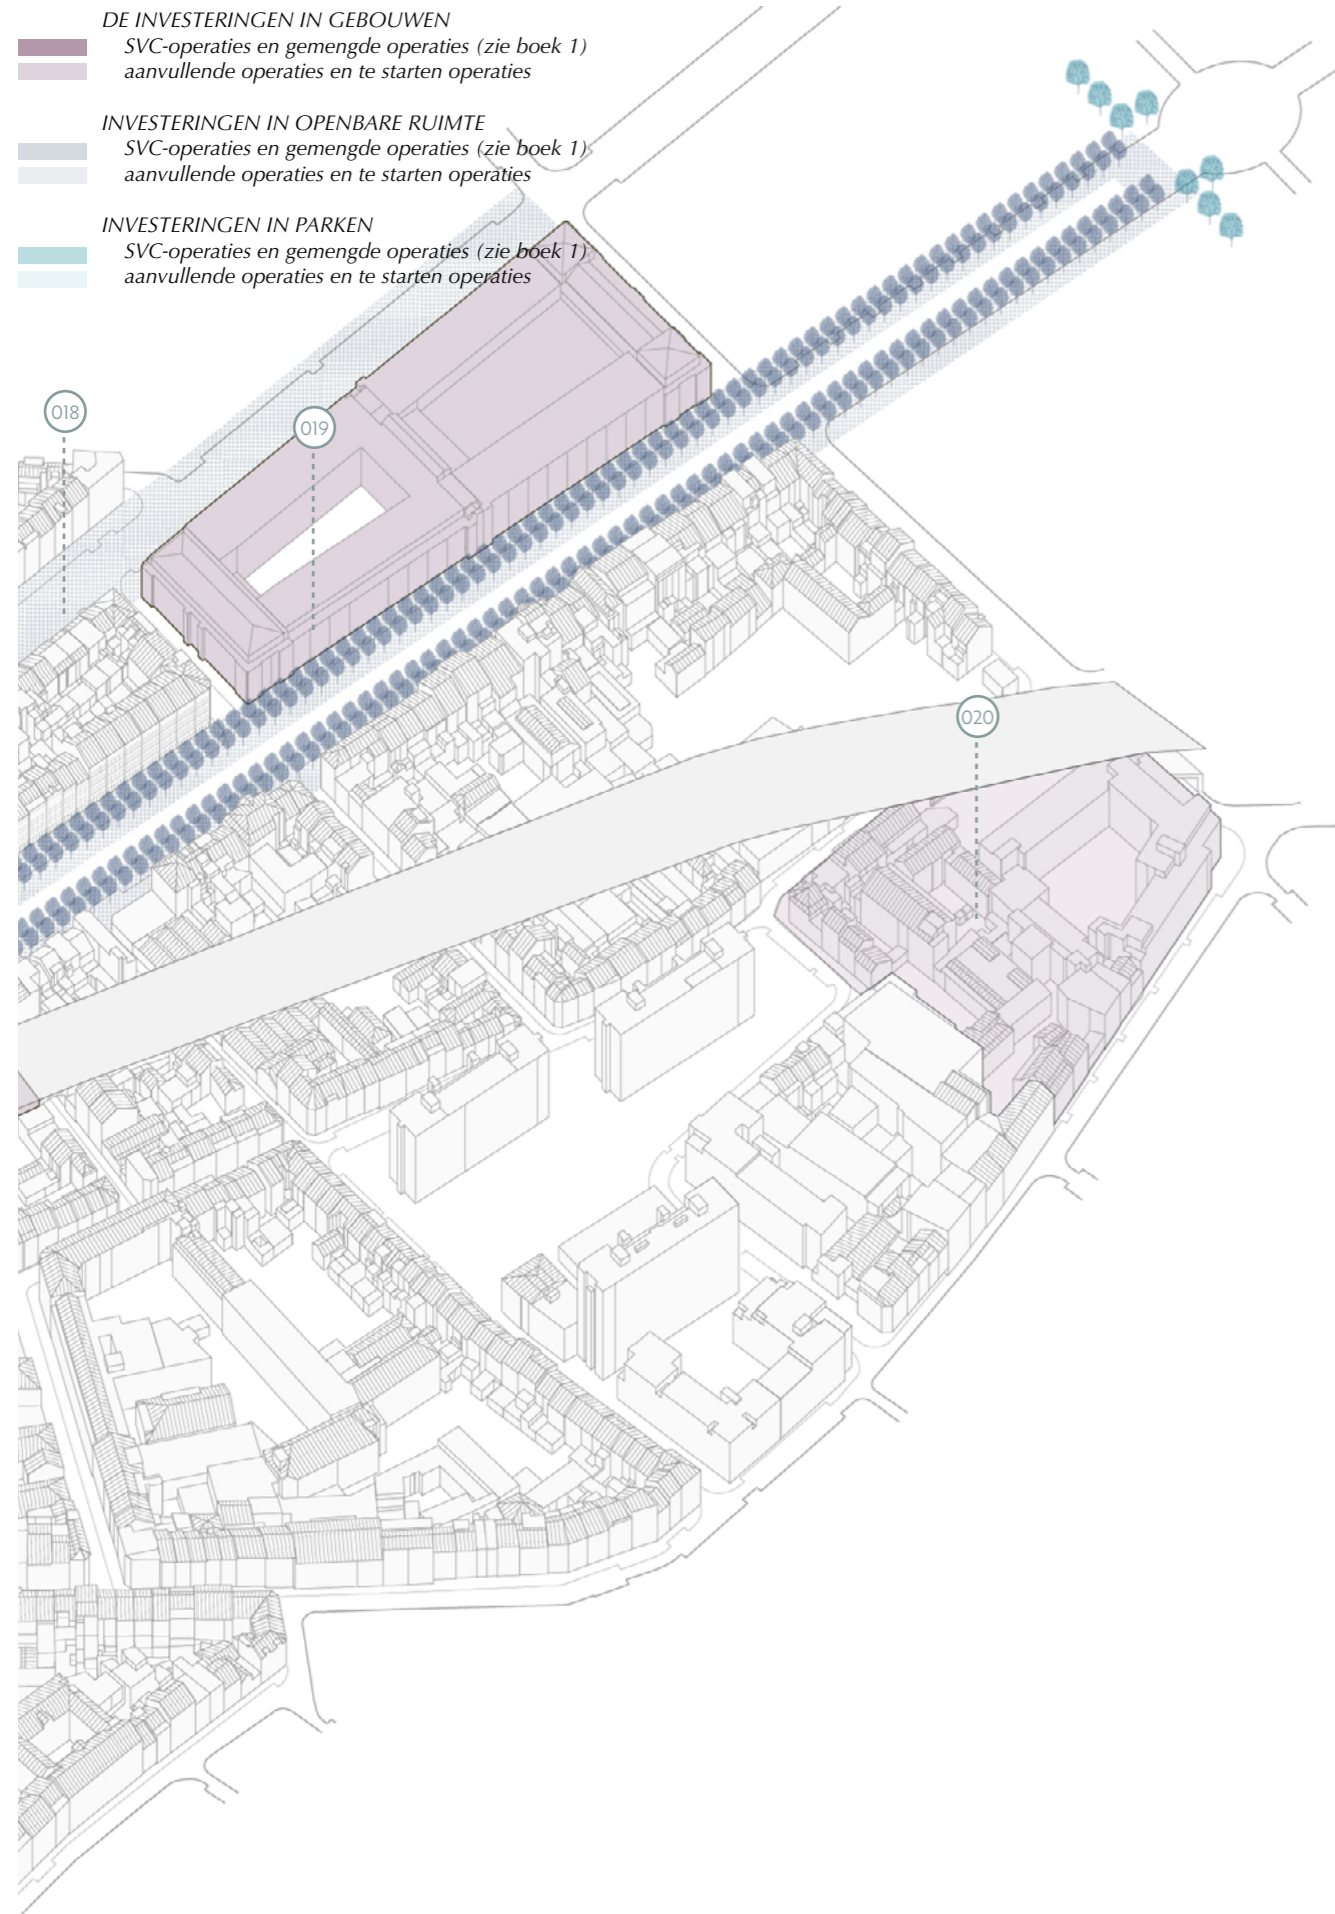 DE INVESTERINGEN IN GEBOUWEN
SVC-operaties en gemengde operaties (zie boek 1)
aanvullende operaties en te starten operaties
INVESTERINGEN IN OPENBARE RUIMTE
SVC-operaties en gemengde operaties (zie boek 1)
aanvullende operaties en te starten operaties
INVESTERINGEN IN PARKEN
SVC-operaties en gemengde operaties (zie boek 1)
aanvullende operaties en te starten operaties
018
019
020